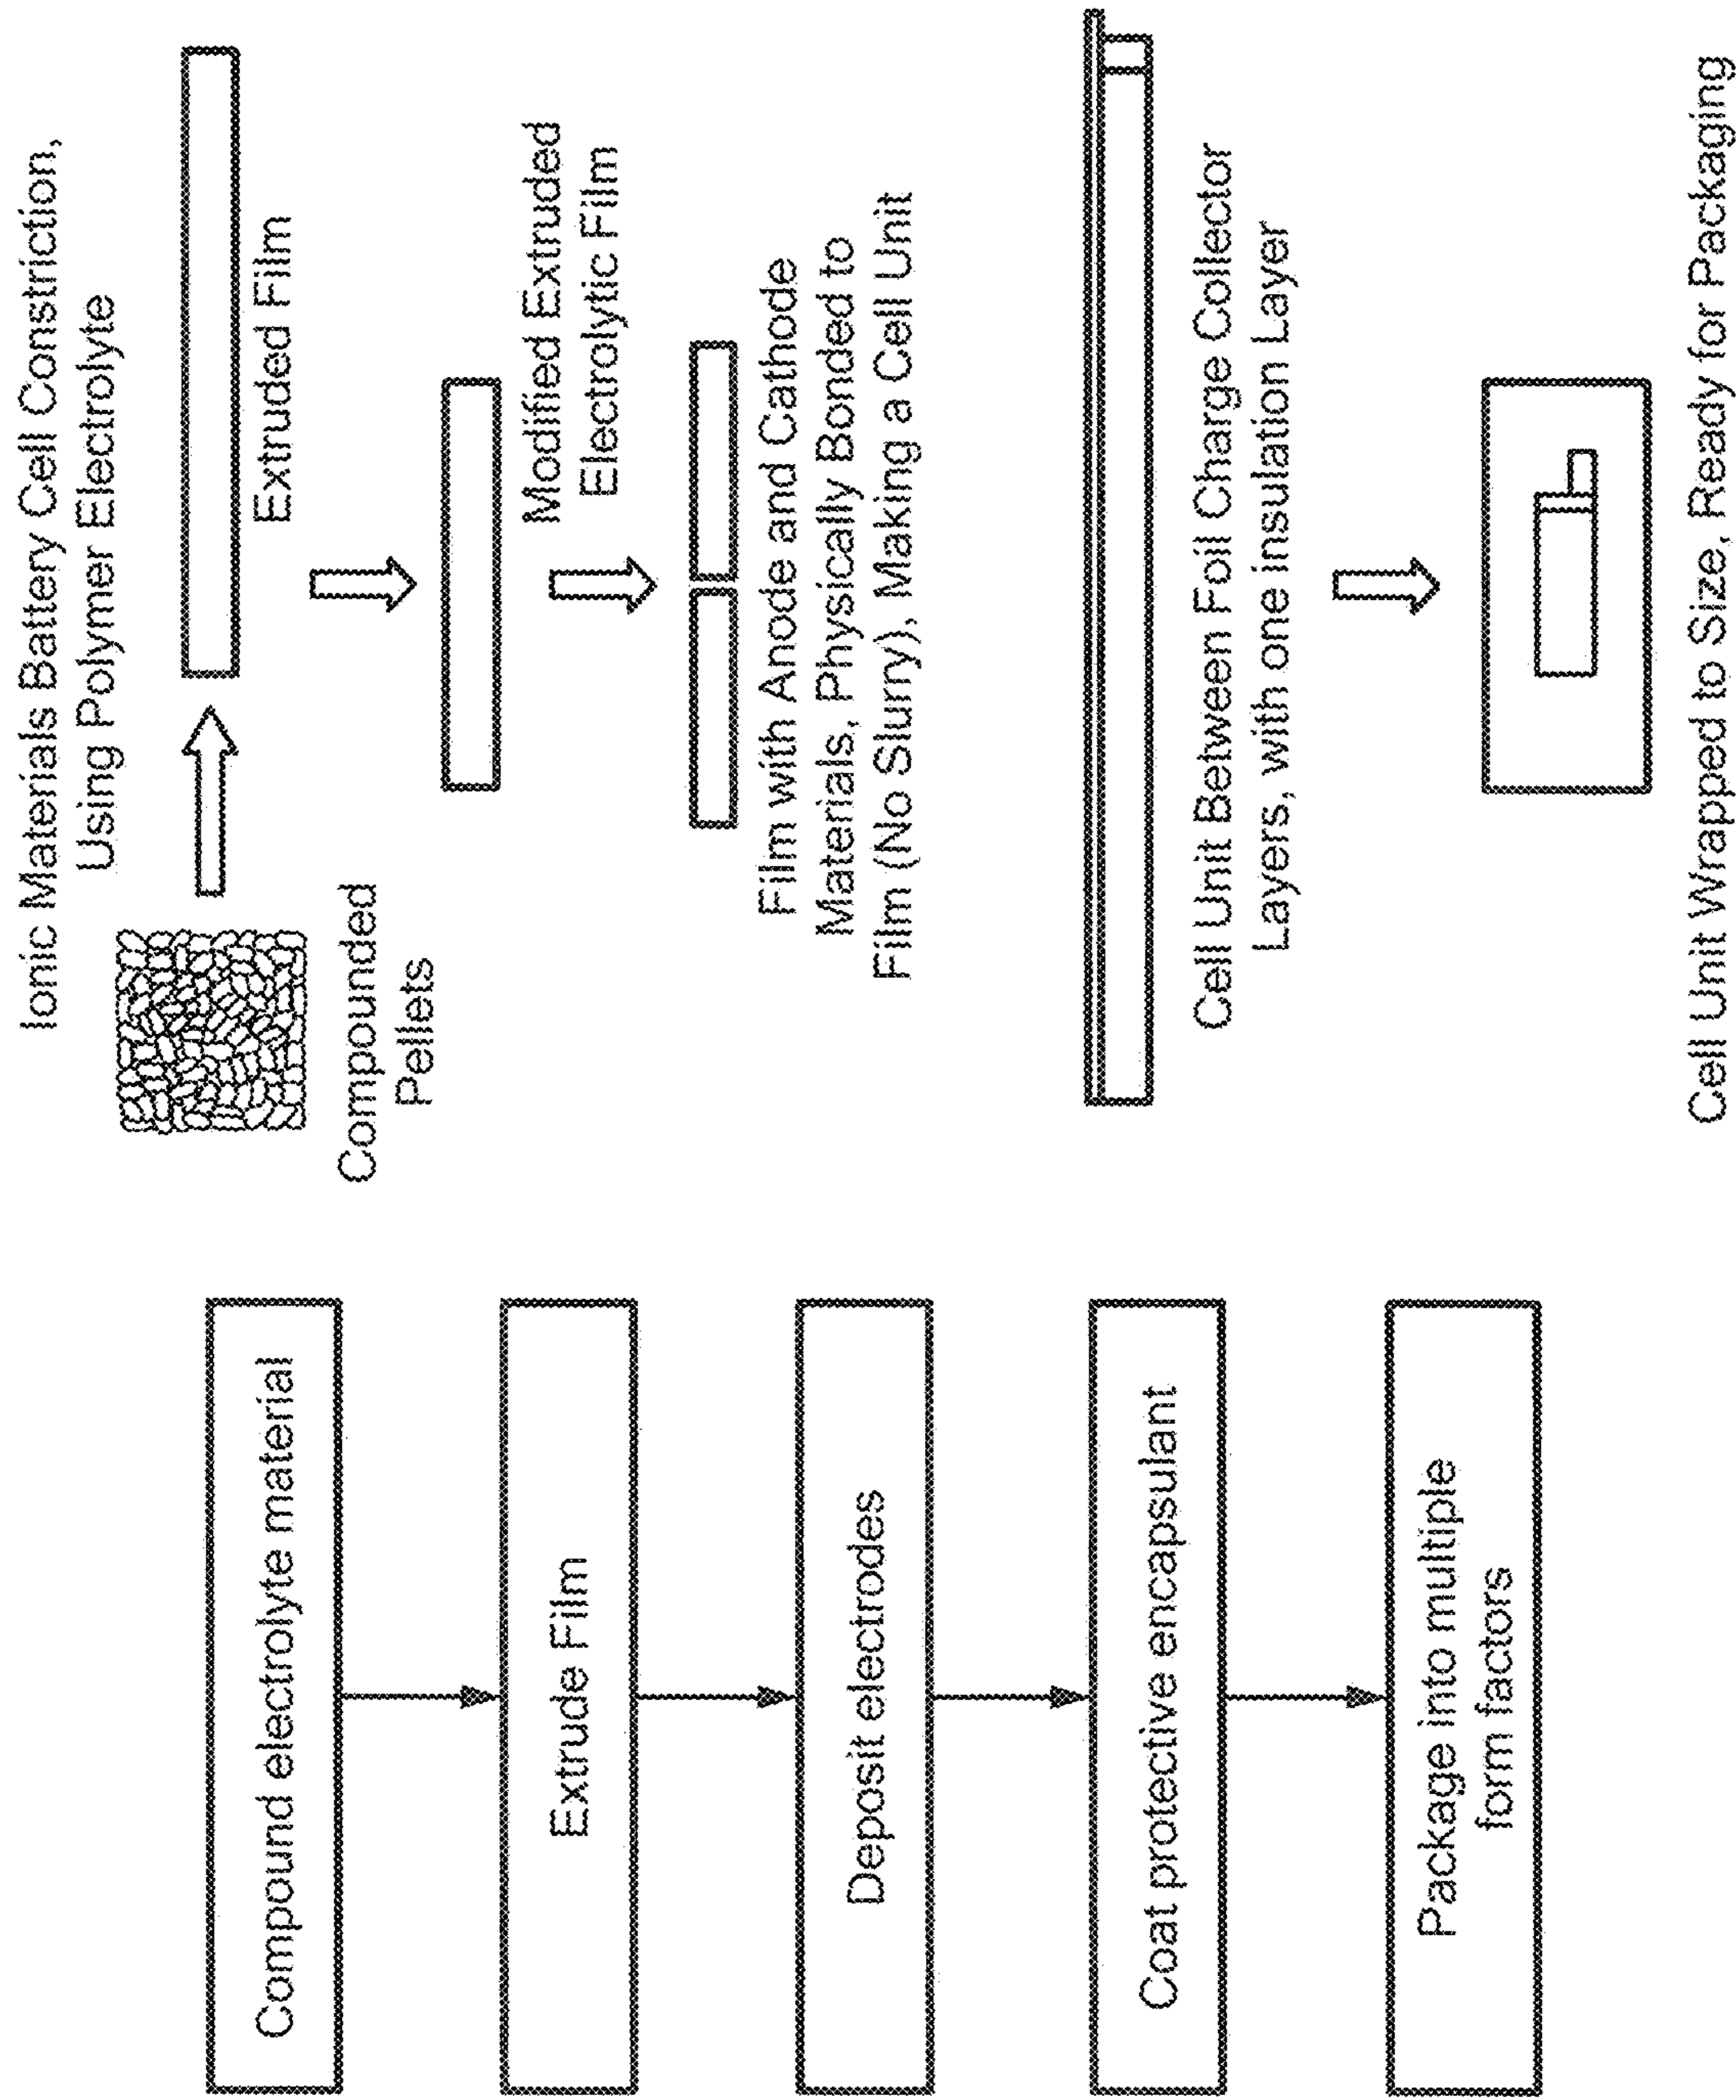 Compound electrolyte material
Extrude Film
Deposit electrodes
Coat protective encapsulant
Package into multiple
form factors
Ionic Materials Battery Cell Constriction,
Using Polymer Electrolyte
Compounded
Pellets
Extruded Film
Modified Extruded
Electrolytic Film
Film with Anode and Cathode
Materials, Physically Bonded to
Film (No Slurry), Making a Cell Unit
Cell Unit Between Foil Charge Collector
Layers, with one insulation Layer
Cell Unit Wrapped to Size, Ready for Packaging